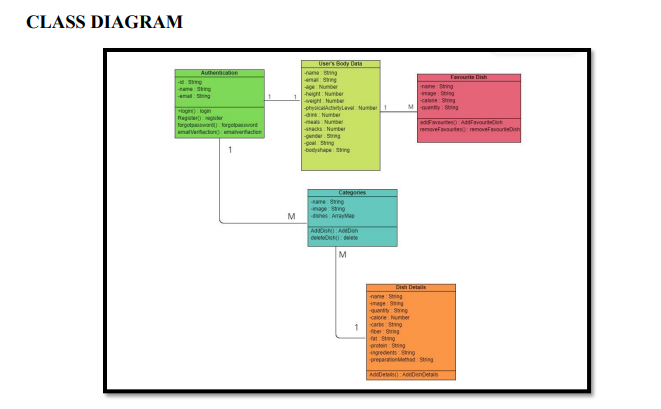 CLASS DIAGRAM
Authentication
-id : String
-name : String
-email : String
+login() : login
Register() : register
forgotpassword() : forgotpassword
emailVerifiaction() : emailverifiaction
1
1
User's Body Data
-name : String
-email : String
-age : Number
-height : Number
-weight : Number
-physicalActivityLevel : Number
-drink : Number
-meals : Number
-snacks : Number
-gender : String
-goal : String
-bodyshape : String
1
M
Favourite Dish
-name : String
-image : String
-calorie : String
-quantity : String
addFavourites() : AddFavouriteDish
removeFavourites() : removeFavouriteDish
1
M
Categories
-name : String
-image : String
-dishes : ArrayMap
AddDish() : AddDish
deleteDish() : delete
M
1
Dish Details
-name : String
-image : String
-quantity : String
-calorie : Number
-carbs : String
-fiber : String
-fat : String
-protein : String
-ingredients : String
-preparationMethod : String
AddDetails() : AddDishDetails